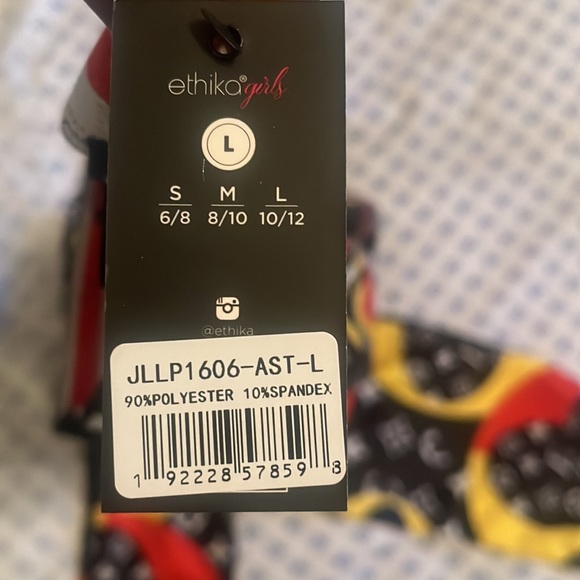 ethika® girls
L
S M L
6/8 8/10 10/12
@ethika
JLLP1606-AST-L
90%POLYESTER 10%SPANDEX
1 92228 57859 8